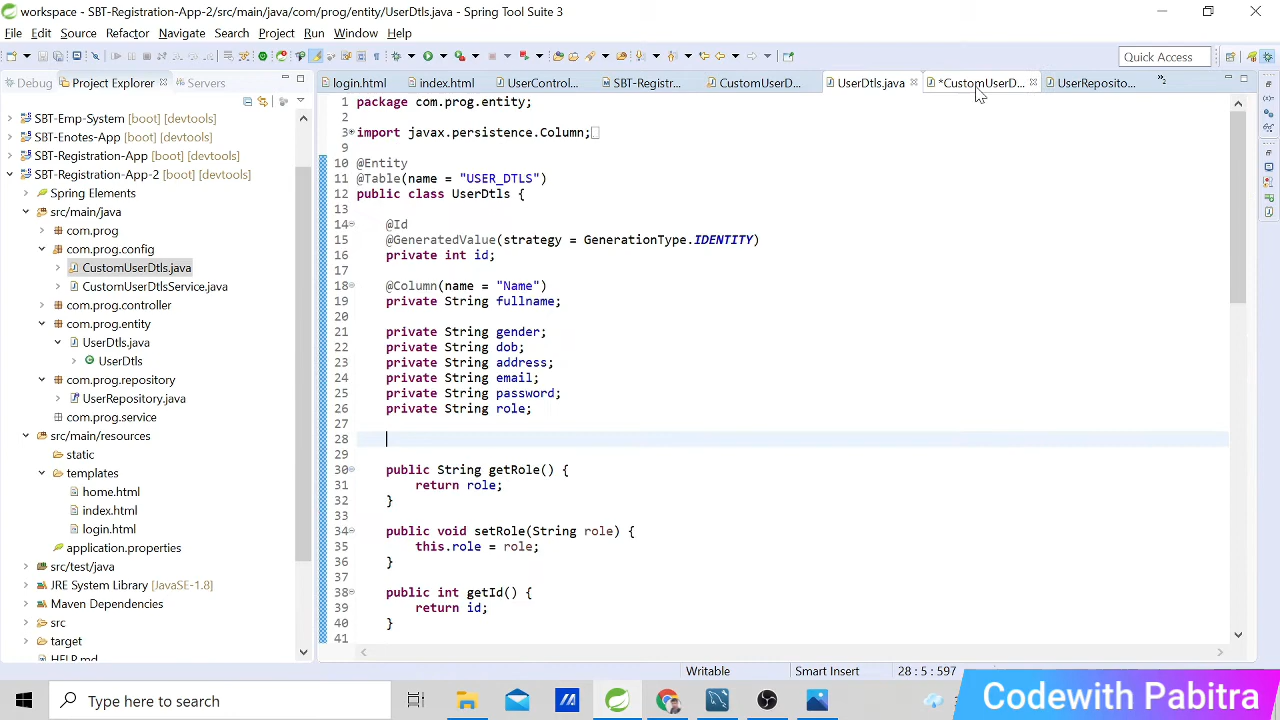 workspace - SBT-Registration-App-2/src/main/java/com/prog/entity/UserDtls.java - Spring Tool Suite 3
File Edit Source Refactor Navigate Search Project Run Window Help
Quick Access
Debug Project Explorer Servers
login.html index.html UserControl... SBT-Registr... CustomUserD... UserDtls.java *CustomUserD... UserReposito...
SBT-Emp-System [boot] [devtools]
SBT-Enotes-App [boot] [devtools]
SBT-Registration-App [boot] [devtools]
SBT-Registration-App-2 [boot] [devtools]
Spring Elements
src/main/java
com.prog
com.prog.config
CustomUserDtls.java
CustomUserDtlsService.java
com.prog.controller
com.prog.entity
UserDtls.java
UserDtls
com.prog.repository
UserRepository.java
com.prog.service
src/main/resources
static
templates
home.html
index.html
login.html
application.properties
src/test/java
JRE System Library [JavaSE-1.8]
Maven Dependencies
src
target
HELP.md
1 package com.prog.entity;
2
3 import javax.persistence.Column;
9
10 @Entity
11 @Table(name = "USER_DTLS")
12 public class UserDtls {
13
14 @Id
15 @GeneratedValue(strategy = GenerationType.IDENTITY)
16 private int id;
17
18 @Column(name = "Name")
19 private String fullname;
20
21 private String gender;
22 private String dob;
23 private String address;
24 private String email;
25 private String password;
26 private String role;
27
28
29
30 public String getRole() {
31 return role;
32 }
33
34 public void setRole(String role) {
35 this.role = role;
36 }
37
38 public int getId() {
39 return id;
40 }
41
Writable Smart Insert 28:5:597
Type here to search
Codewith Pabitra